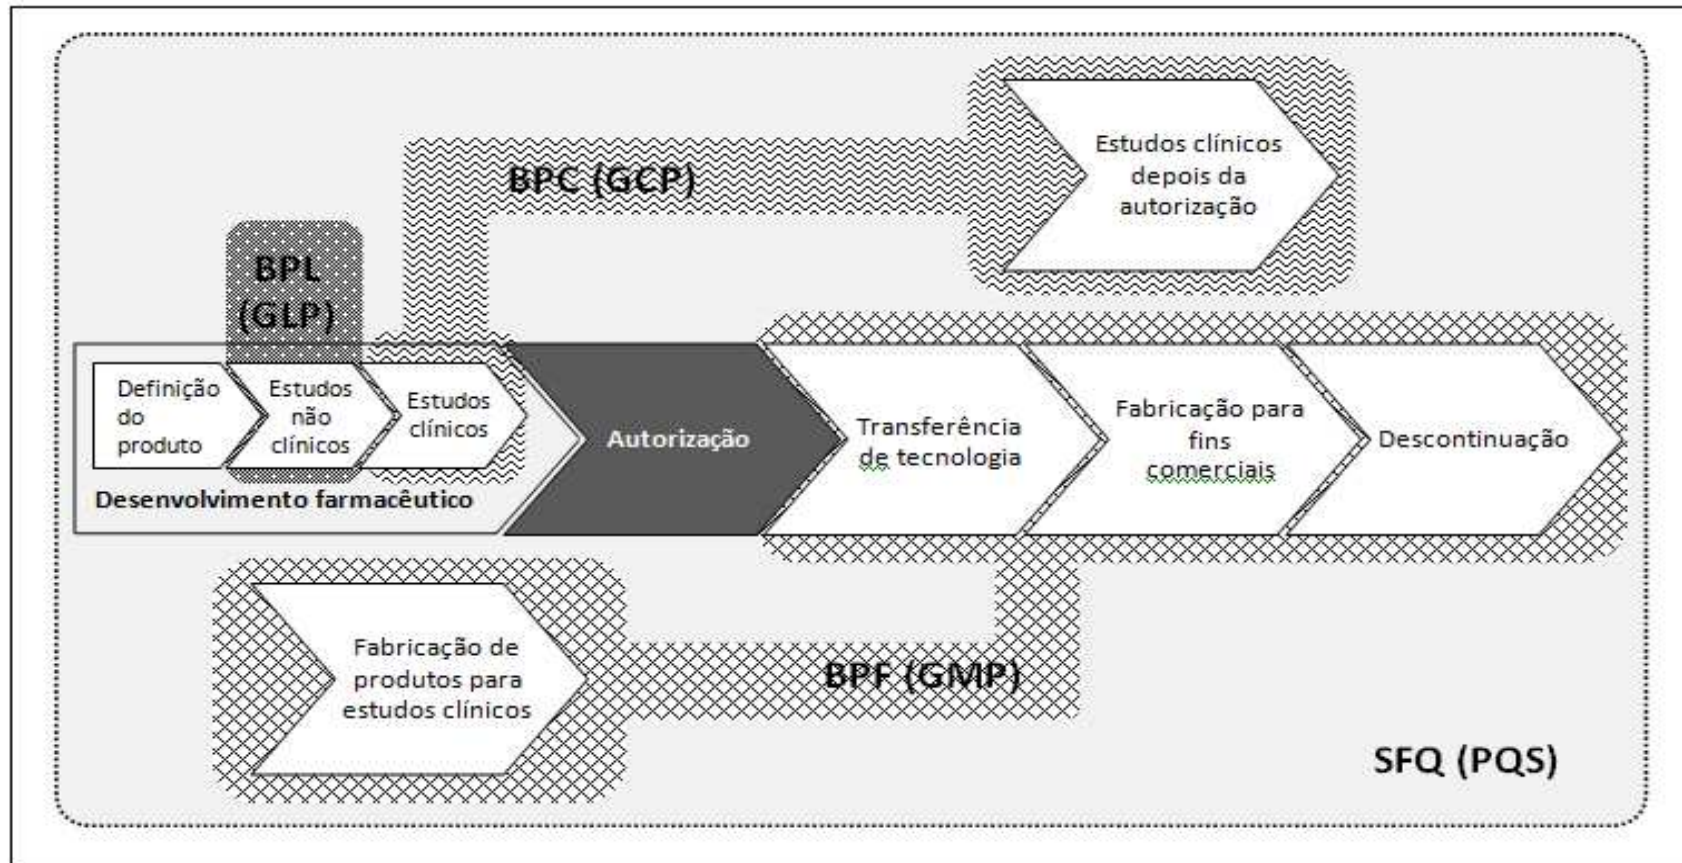 Estudos clínicos
depois da
autorização
BPC (GCP)
BPL
(GLP)
Definição
do
produto
Estudos
não
clínicos
Estudos
clínicos
Desenvolvimento farmacêutico
Autorização
Transferência
de tecnologia
Fabricação para
fins
comerciais
Descontinuação
Fabricação de
produtos para
estudos clínicos
BPF (GMP)
SFQ (PQS)